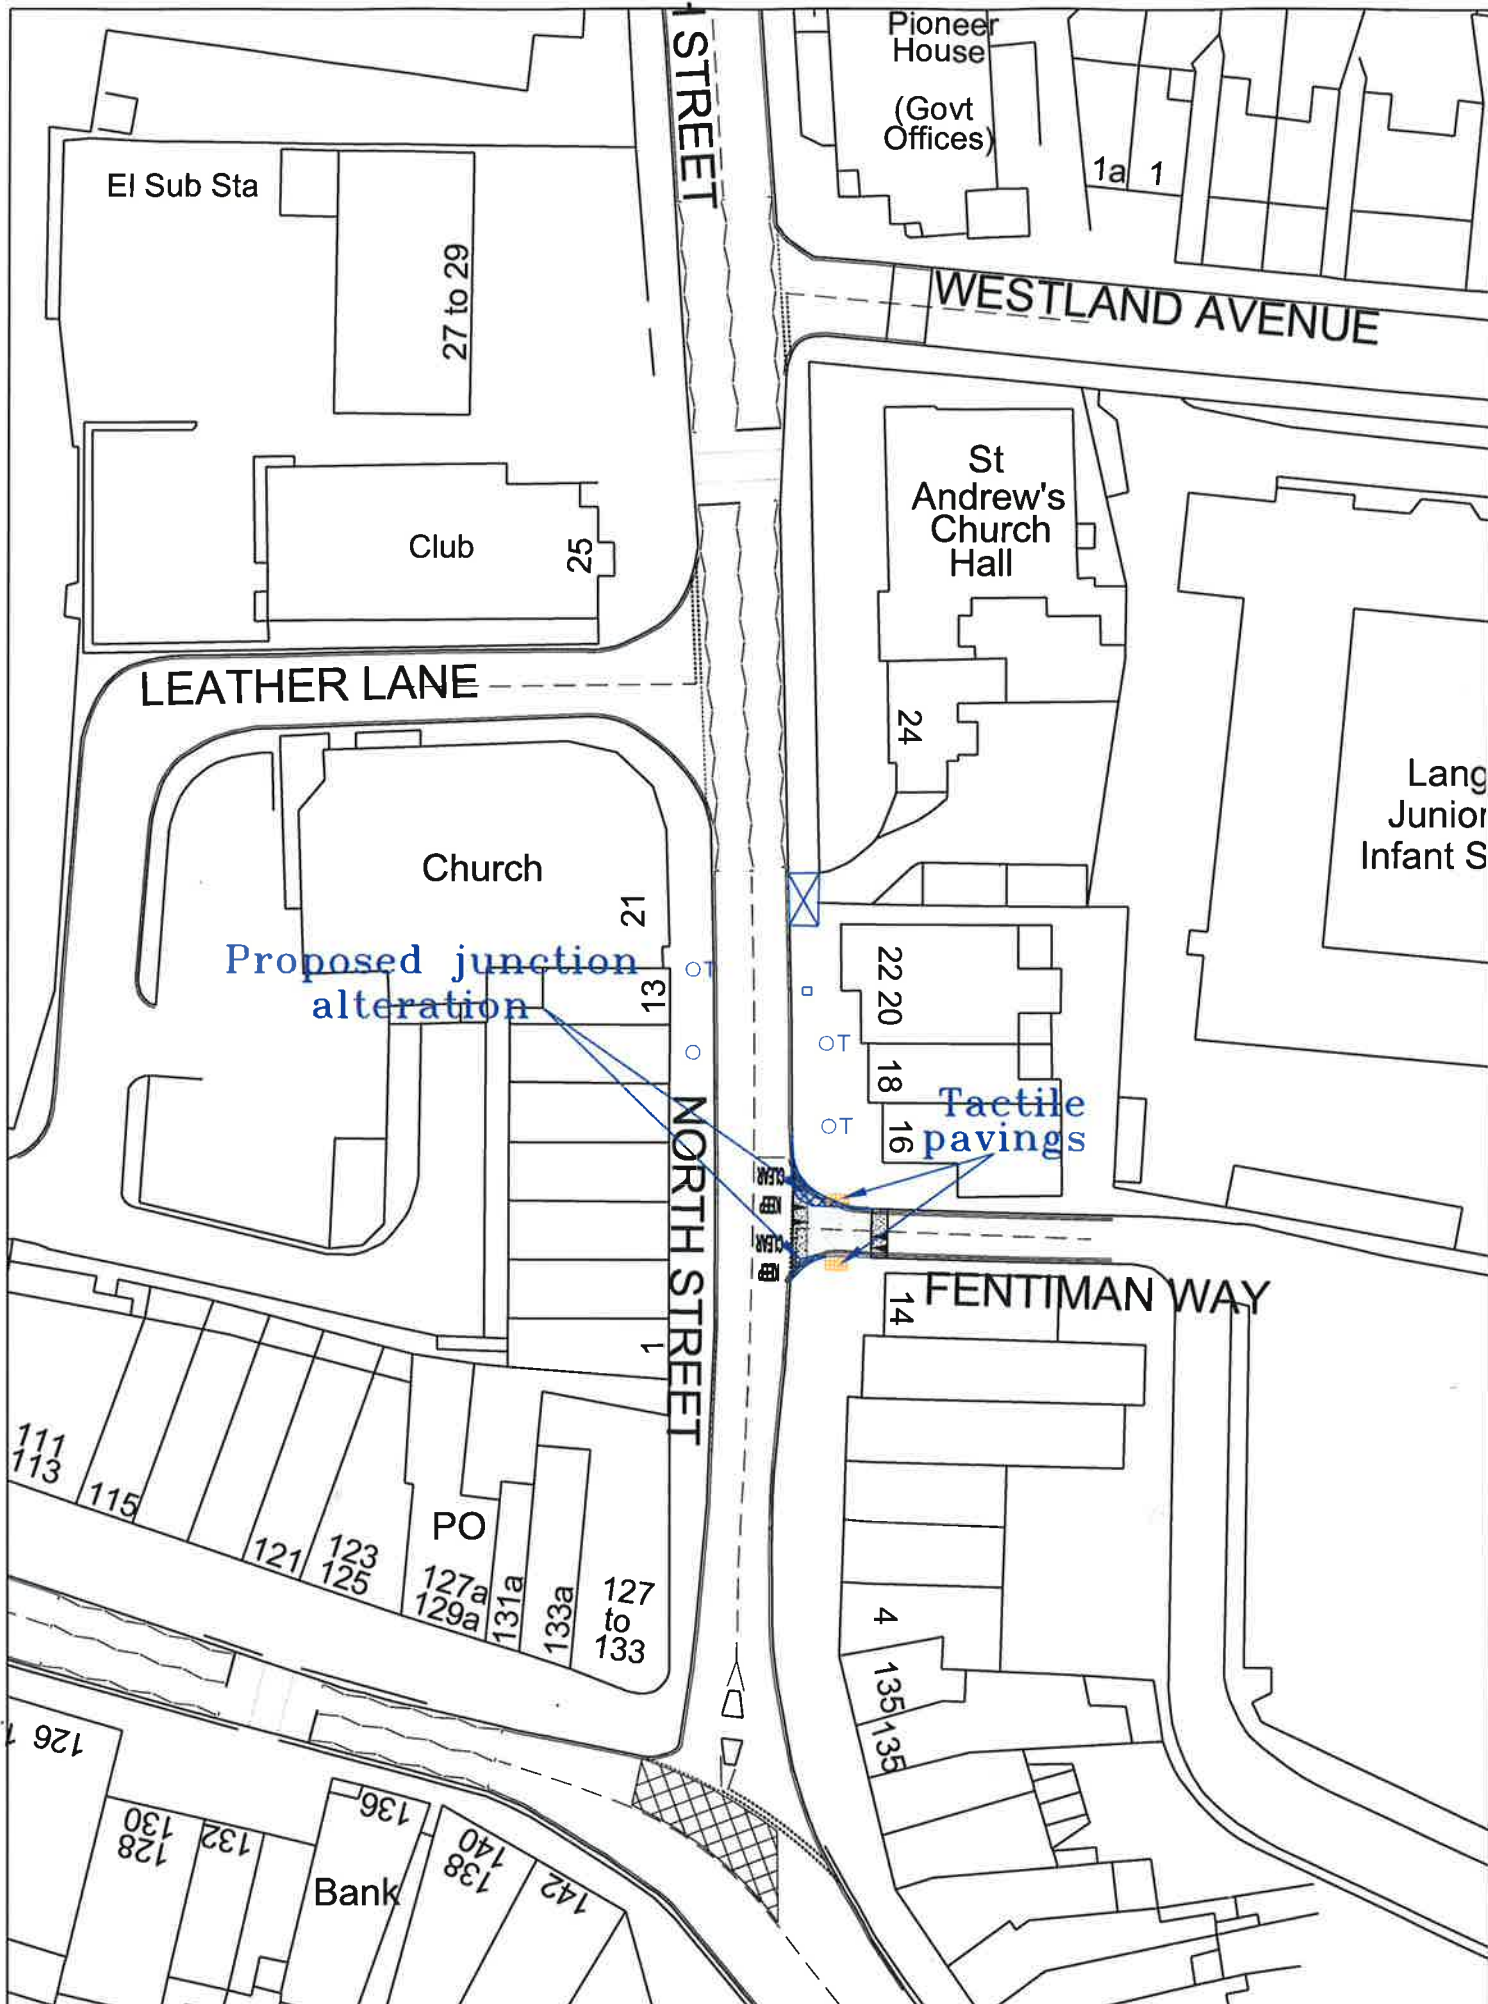 H STREET
Pioneer
House
(Govt
Offices)
1a
1
El Sub Sta
27 to 29
WESTLAND AVENUE
St
Andrew's
Church
Hall
Club
25
LEATHER LANE
24
Lang
Junior
Infant S
Church
21
Proposed junction
alteration
OT
13
22 20
OT
18
Tactile
pavings
OT
16
NORTH STREET
CLEAR
CLEAR
FENTIMAN WAY
14
1
111
113
115
121
123
125
PO
127a
129a
131a
133a
127
to
133
4
135
135
126
130
128
132
136
Bank
140
138
142